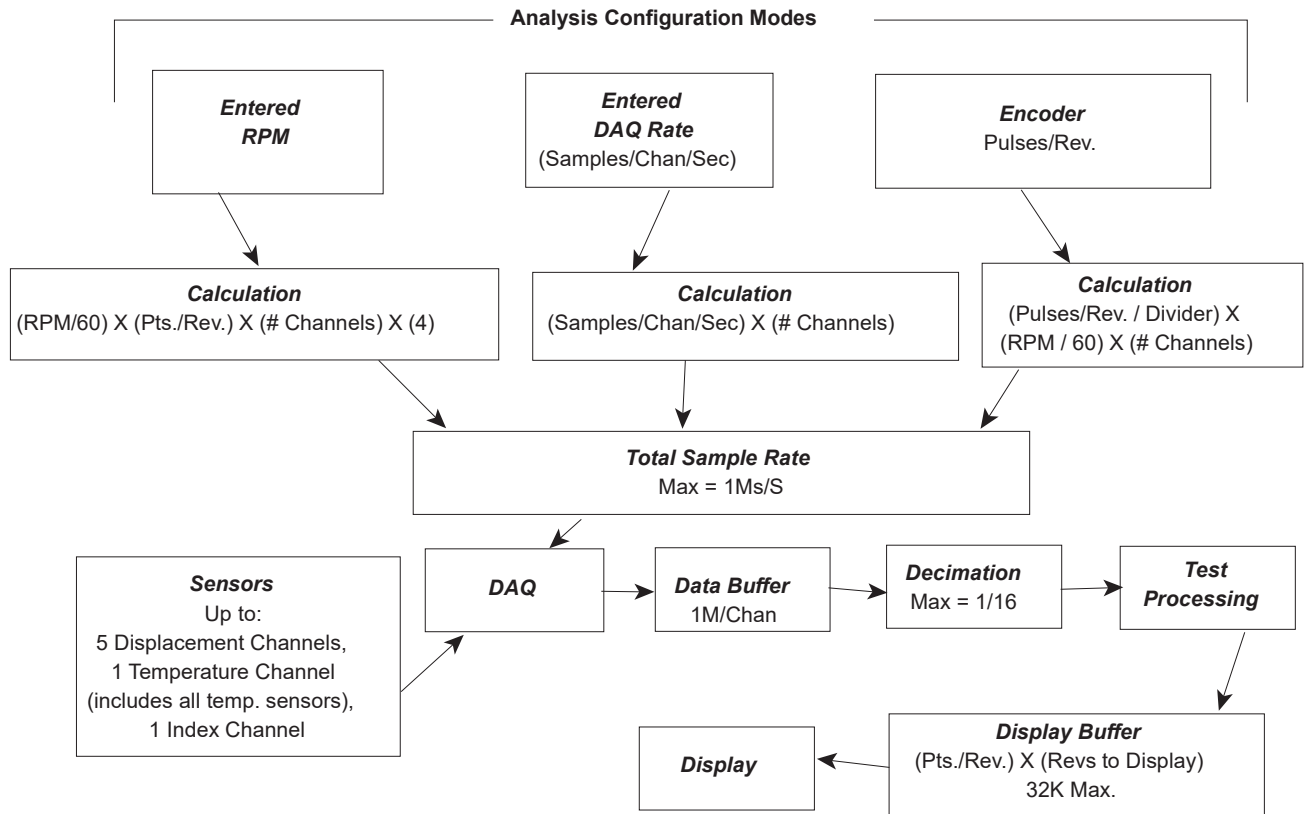 Analysis Configuration Modes
Entered
RPM
Entered
DAQ Rate
(Samples/Chan/Sec)
Encoder
Pulses/Rev.
Calculation
(RPM/60) X (Pts./Rev.) X (# Channels) X (4)
Calculation
(Samples/Chan/Sec) X (# Channels)
Calculation
(Pulses/Rev. / Divider) X
(RPM / 60) X (# Channels)
Total Sample Rate
Max = 1Ms/S
Sensors
Up to:
5 Displacement Channels,
1 Temperature Channel
(includes all temp. sensors),
1 Index Channel
DAQ
Data Buffer
1M/Chan
Decimation
Max = 1/16
Test
Processing
Display Buffer
(Pts./Rev.) X (Revs to Display)
32K Max.
Display